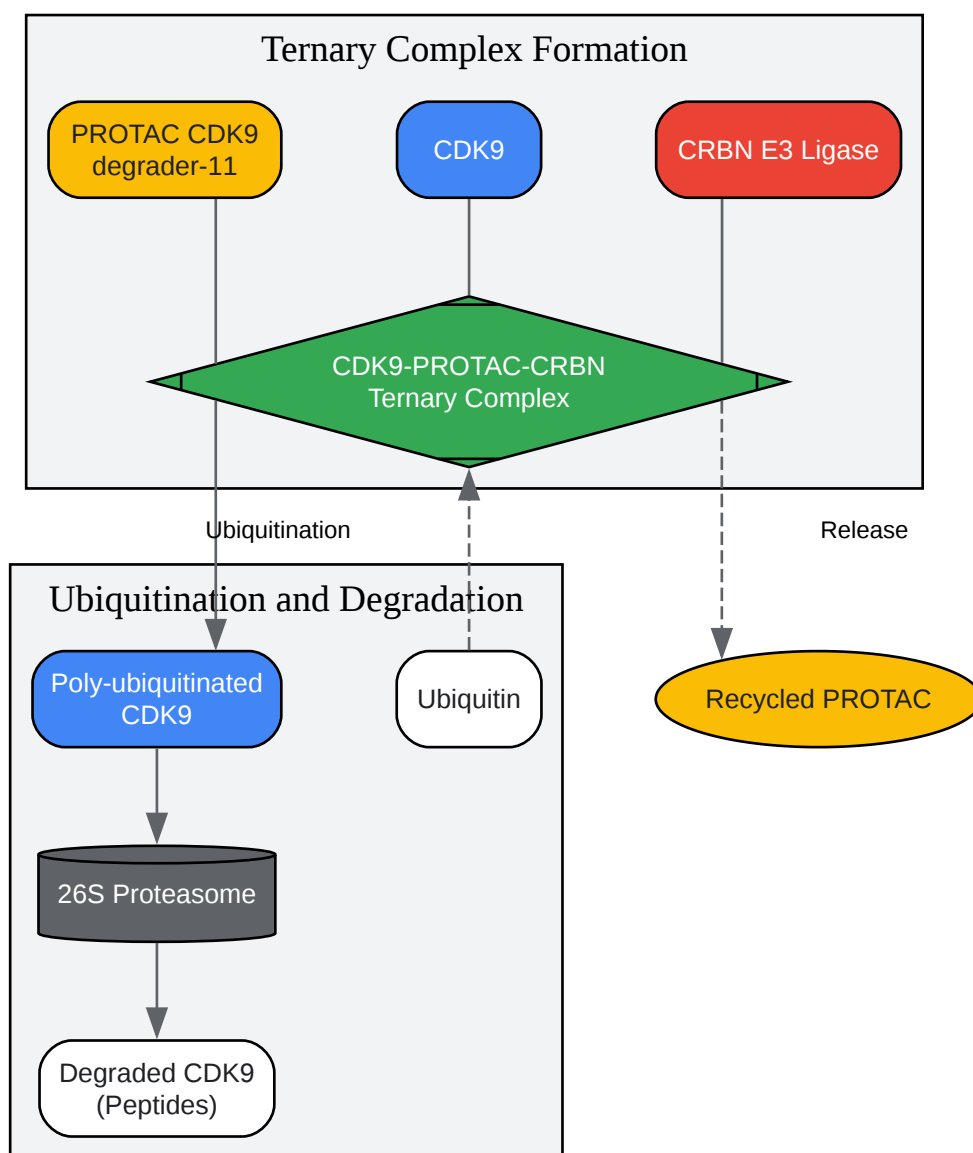 Ternary Complex Formation
PROTAC CDK9
degrader-11
CDK9
CRBN E3 Ligase
CDK9-PROTAC-CRBN
Ternary Complex
Ubiquitination
Release
Ubiquitination and Degradation
Poly-ubiquitinated
CDK9
Ubiquitin
Recycled PROTAC
26S Proteasome
Degraded CDK9
(Peptides)